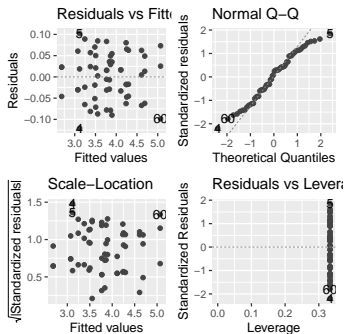 Residuals vs Fitte
Residuals
0.10
0.05
0.00
−0.05
−0.10
5
4
60
3.0 3.5 4.0 4.5 5.0
Fitted values
Normal Q−Q
Standardized residuals
2
1
0
−1
−2
5
60
4
−2 −1 0 1 2
Theoretical Quantiles
Scale−Location
√|Standardized residuals|
1.5
1.0
0.5
4
5
60
3.0 3.5 4.0 4.5 5.0
Fitted values
Residuals vs Levera
Standardized Residuals
2
1
0
−1
−2
5
60
4
0.0 0.1 0.2 0.3
Leverage